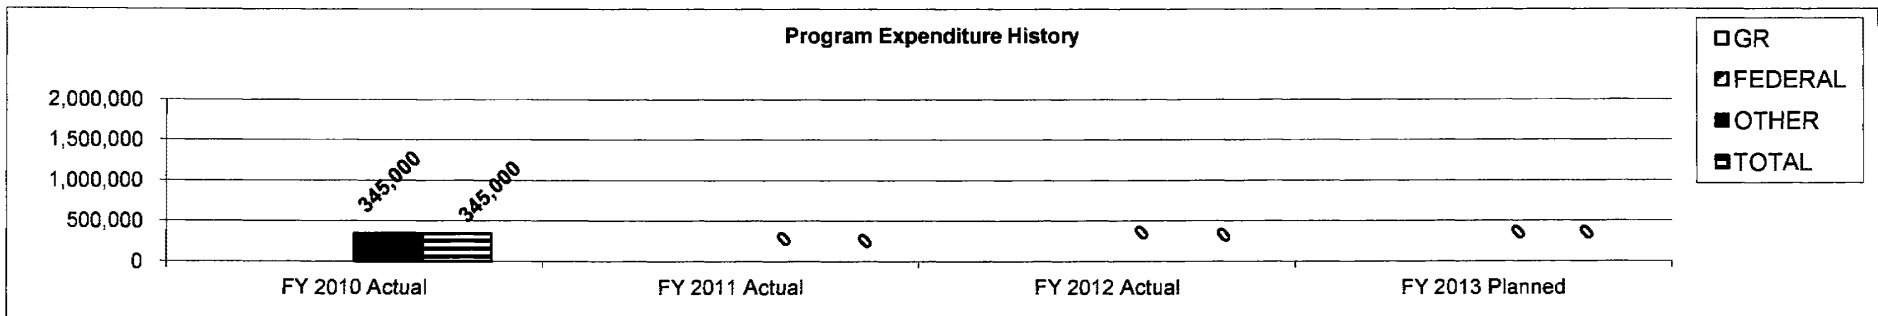 Program Expenditure History
GR
FEDERAL
OTHER
TOTAL
2,000,000
1,500,000
1,000,000
500,000
0
345,000
345,000
0
0
0
0
0
0
FY 2010 Actual
FY 2011 Actual
FY 2012 Actual
FY 2013 Planned